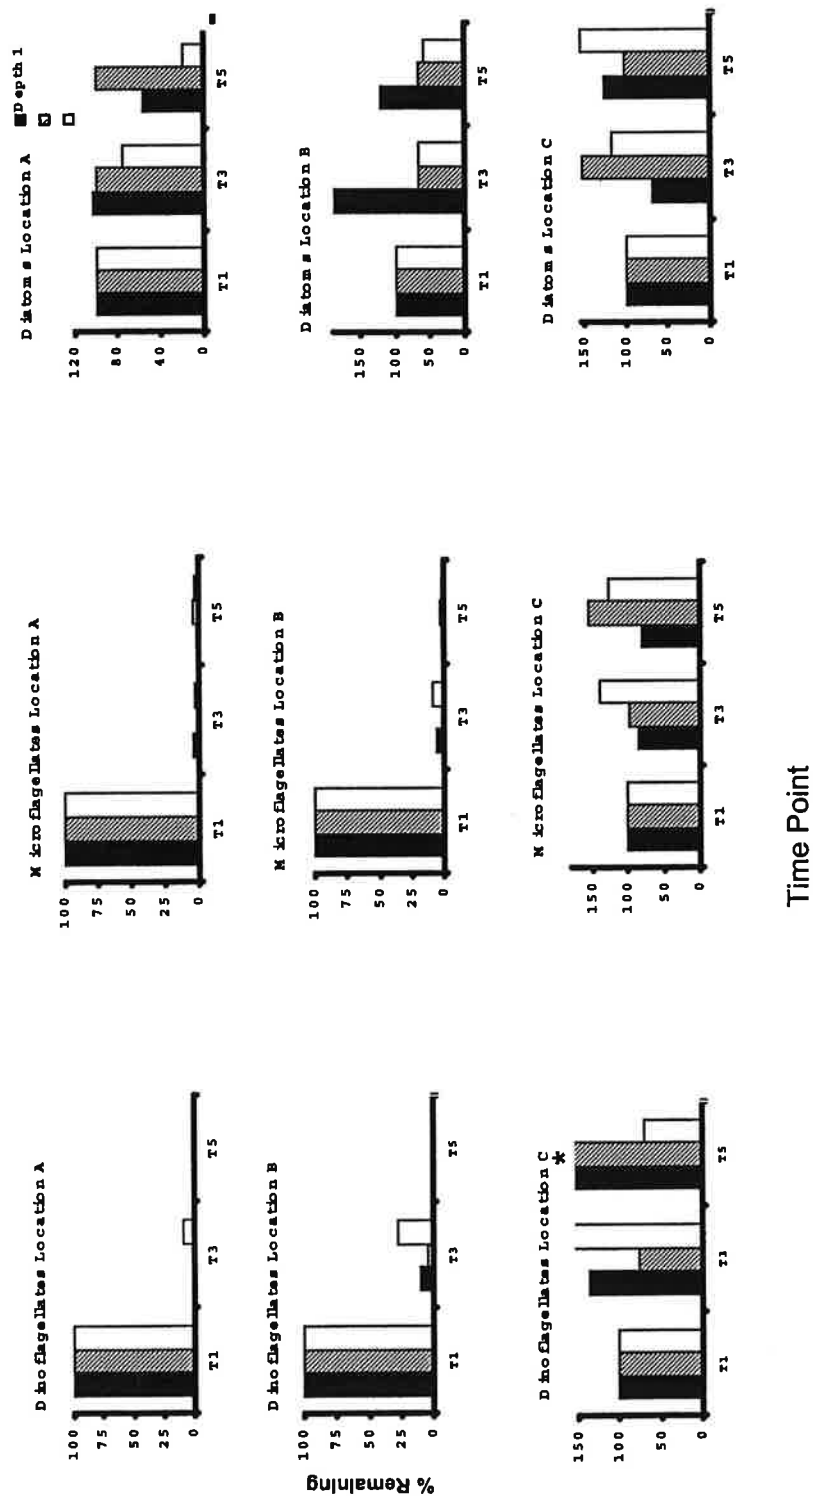 Dinoflagellates Location A
100
75
50
25
0
T1
T3
T5
Microflagellates Location A
100
75
50
25
0
T1
T3
T5
Diatoms Location A
Depth 1
120
80
40
0
T1
T3
T5
Dinoflagellates Location B
% Remaining
100
75
50
25
0
T1
T3
T5
Microflagellates Location B
100
75
50
25
0
T1
T3
T5
Diatoms Location B
150
100
50
0
T1
T3
T5
Dinoflagellates Location C
*
150
100
50
0
T1
T3
T5
Microflagellates Location C
150
100
50
0
T1
T3
T5
Diatoms Location C
150
100
50
0
T1
T3
T5
Time Point